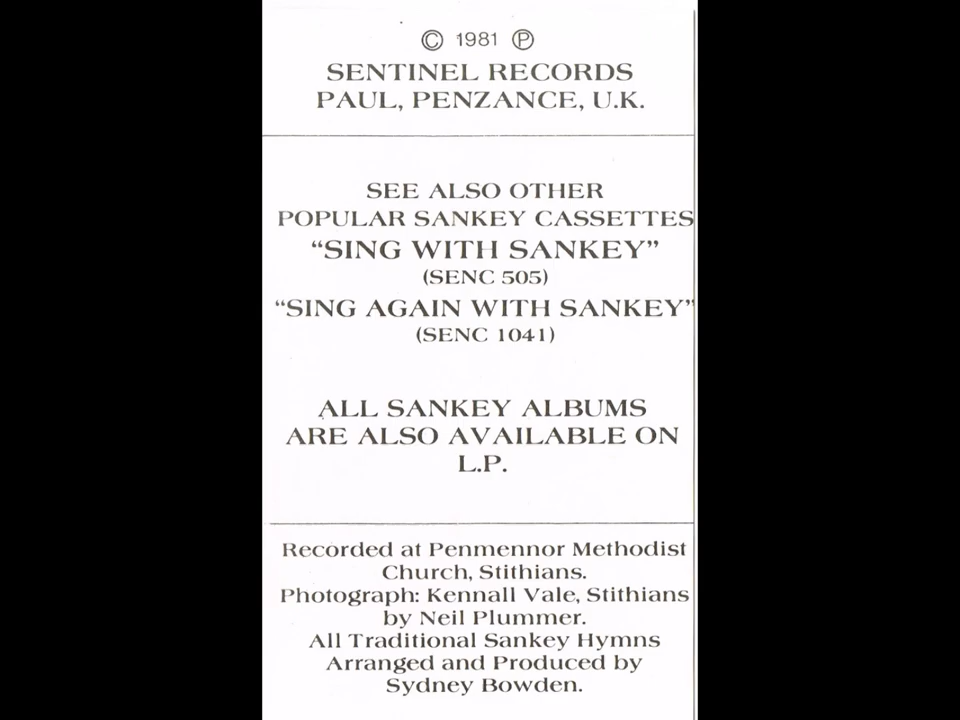 © 1981 ℗
SENTINEL RECORDS
PAUL, PENZANCE, U.K.
SEE ALSO OTHER
POPULAR SANKEY CASSETTES
“SING WITH SANKEY”
(SENC 505)
“SING AGAIN WITH SANKEY”
(SENC 1041)
ALL SANKEY ALBUMS
ARE ALSO AVAILABLE ON
L.P.
Recorded at Penmennor Methodist
Church, Stithians.
Photograph: Kennall Vale, Stithians
by Neil Plummer.
All Traditional Sankey Hymns
Arranged and Produced by
Sydney Bowden.